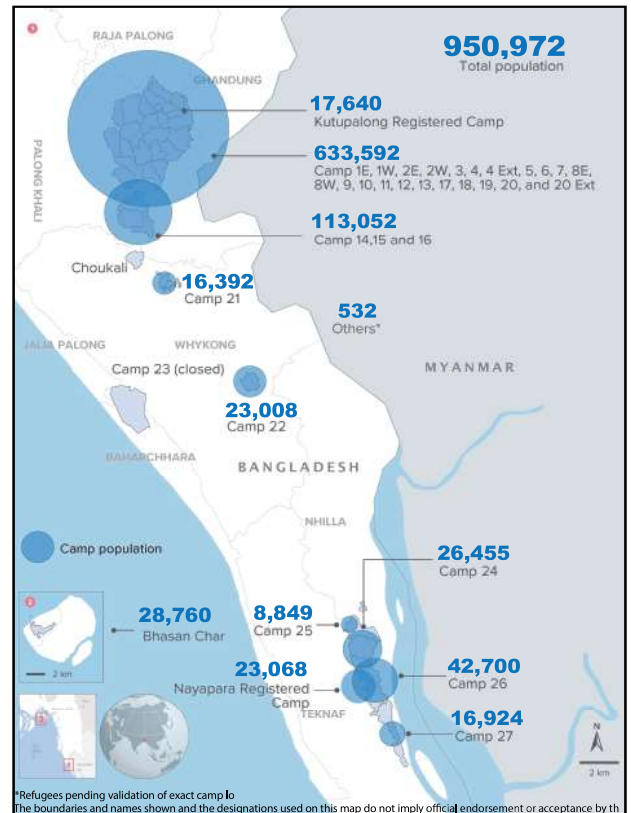 RAJA PALONG
950,972
Total population
GHANDUNG
17,640
Kutupalong Registered Camp
PALONG KHALI
633,592
Camp 1E, 1W, 2E, 2W, 3, 4, 4 Ext, 5, 6, 7, 8E,
8W, 9, 10, 11, 12, 13, 17, 18, 19, 20, and 20 Ext
113,052
Camp 14,15 and 16
Choukali
16,392
Camp 21
532
Others*
JALIA PALONG
WHYKONG
MYANMAR
Camp 23 (closed)
23,008
Camp 22
BAHARCHHARA
BANGLADESH
NHILLA
Camp population
26,455
Camp 24
2
28,760
Bhasan Char
8,849
Camp 25
2 km
23,068
Nayapara Registered
Camp
42,700
Camp 26
TEKNAF
16,924
Camp 27
N
2 km
*Refugees pending validation of exact camp lo
The boundaries and names shown and the designations used on this map do not imply official endorsement or acceptance by th